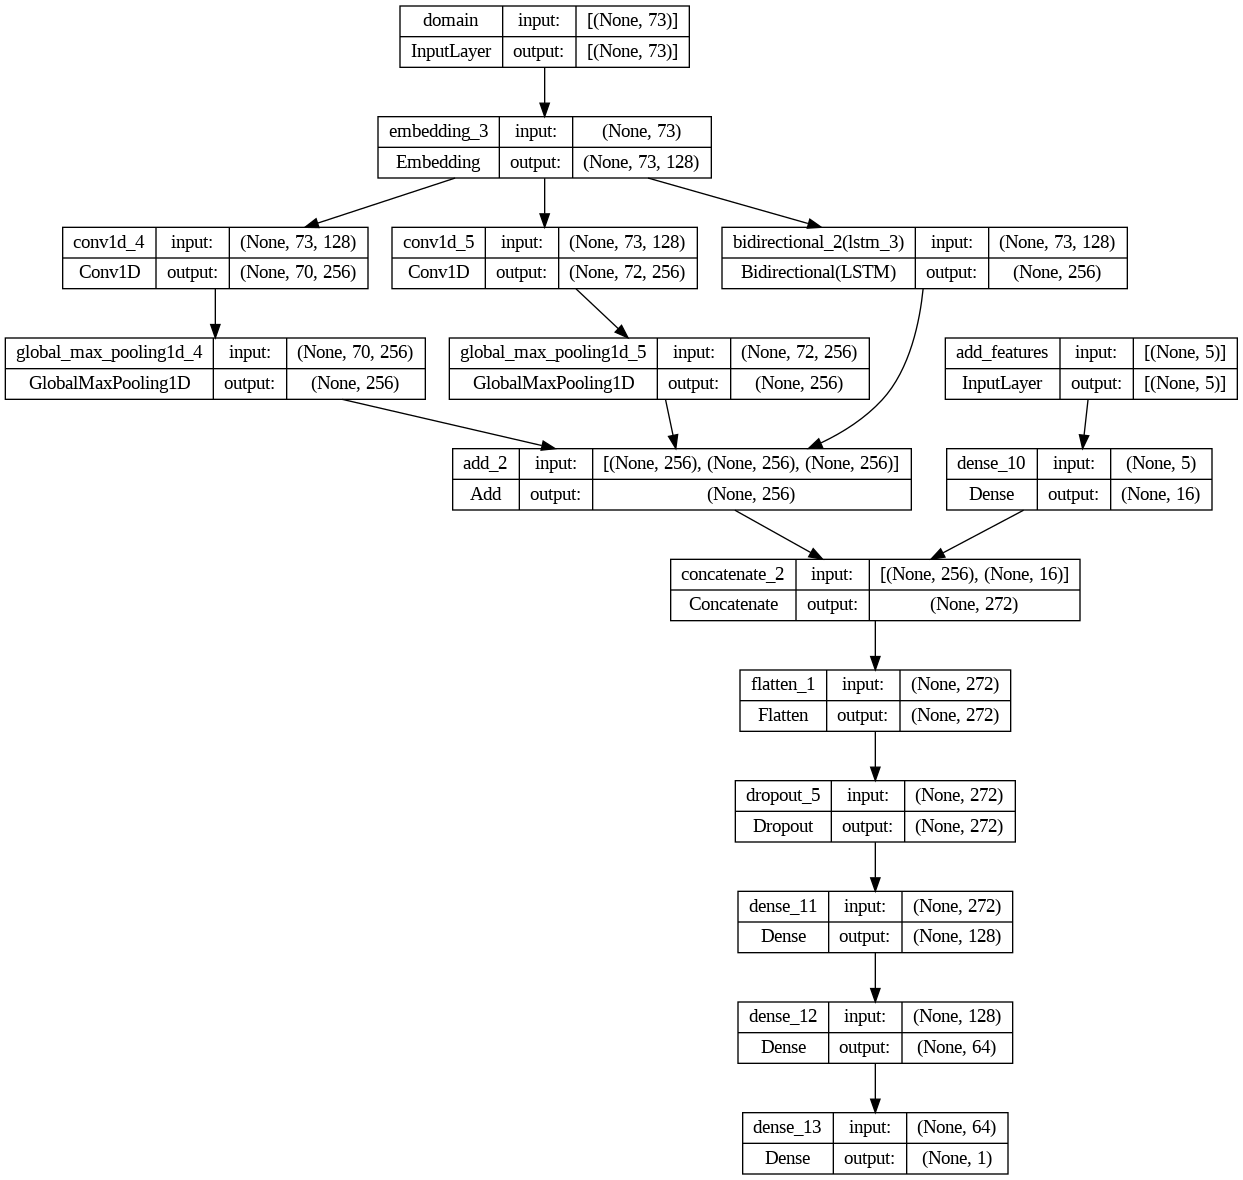 domain input: [(None, 73)]
InputLayer output: [(None, 73)]
embedding_3 input: (None, 73)
Embedding output: (None, 73, 128)
conv1d_4 input: (None, 73, 128)
Conv1D output: (None, 70, 256)
conv1d_5 input: (None, 73, 128)
Conv1D output: (None, 72, 256)
bidirectional_2(lstm_3) input: (None, 73, 128)
Bidirectional(LSTM) output: (None, 256)
global_max_pooling1d_4 input: (None, 70, 256)
GlobalMaxPooling1D output: (None, 256)
global_max_pooling1d_5 input: (None, 72, 256)
GlobalMaxPooling1D output: (None, 256)
add_features input: [(None, 5)]
InputLayer output: [(None, 5)]
add_2 input: [(None, 256), (None, 256), (None, 256)]
Add output: (None, 256)
dense_10 input: (None, 5)
Dense output: (None, 16)
concatenate_2 input: [(None, 256), (None, 16)]
Concatenate output: (None, 272)
flatten_1 input: (None, 272)
Flatten output: (None, 272)
dropout_5 input: (None, 272)
Dropout output: (None, 272)
dense_11 input: (None, 272)
Dense output: (None, 128)
dense_12 input: (None, 128)
Dense output: (None, 64)
dense_13 input: (None, 64)
Dense output: (None, 1)